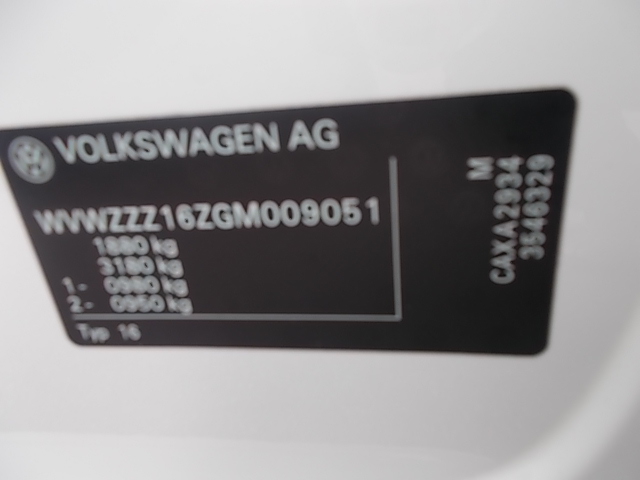 VOLKSWAGEN AG
WVWZZZ16ZGM009051
1880 kg
3180 kg
1- 0980 kg
2- 0950 kg
Typ 16
M
CAXA2934
3546329